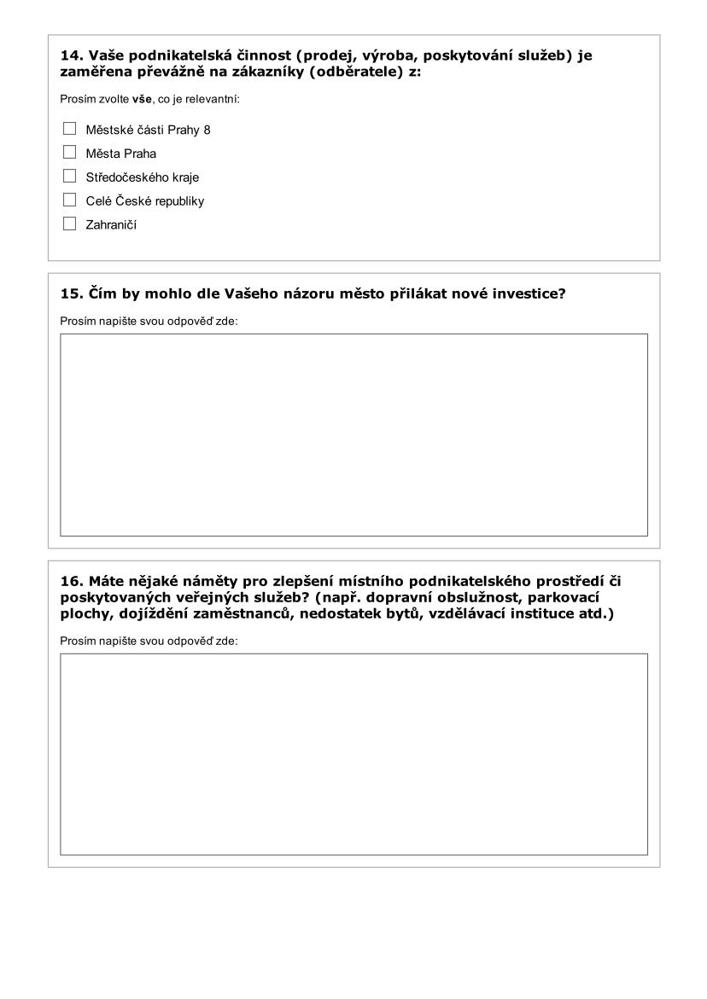 14. Vaše podnikatelská činnost (prodej, výroba, poskytování služeb) je
zaměřena převážně na zákazníky (odběratele) z:
Prosím zvolte vše, co je relevantní:
Městské části Prahy 8
Města Praha
Středočeského kraje
Celé České republiky
Zahraničí
15. Čím by mohlo dle Vašeho názoru město přilákat nové investice?
Prosím napište svou odpověď zde:
16. Máte nějaké náměty pro zlepšení místního podnikatelského prostředí či
poskytovaných veřejných služeb? (např. dopravní obslužnost, parkovací
plochy, dojíždění zaměstnanců, nedostatek bytů, vzdělávací instituce atd.)
Prosím napište svou odpověď zde: